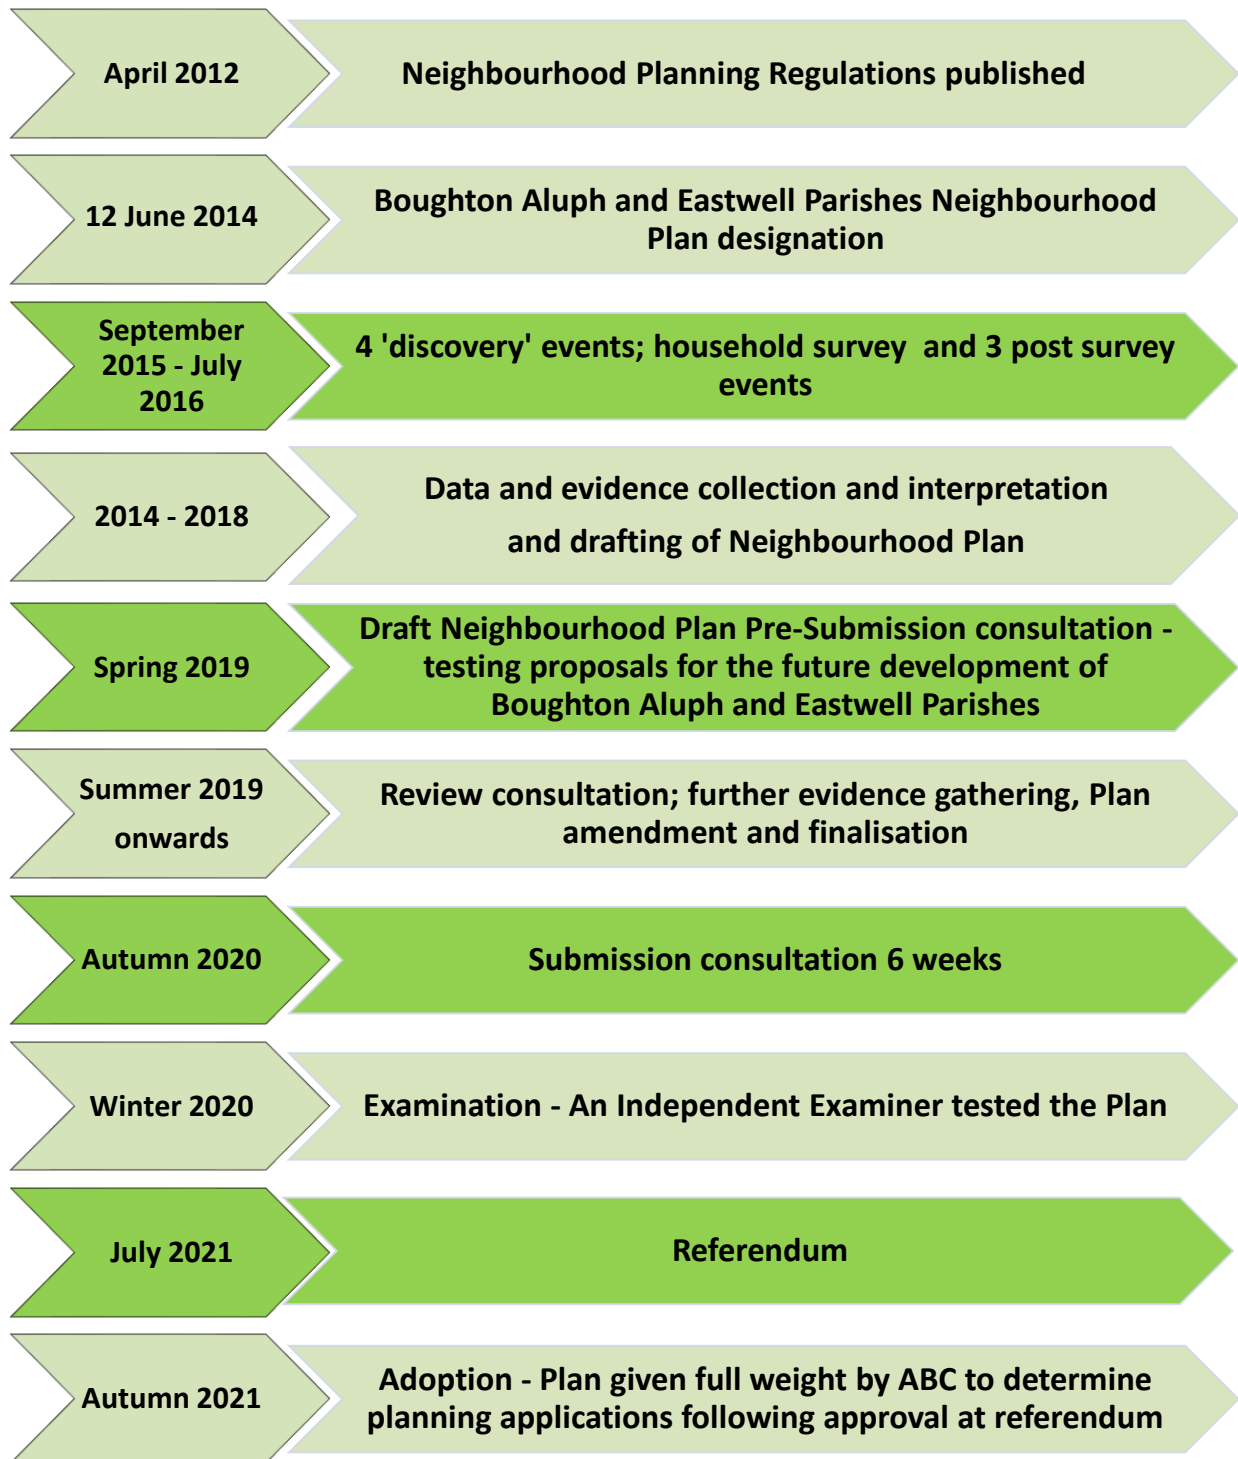 April 2012
Neighbourhood Planning Regulations published
12 June 2014
Boughton Aluph and Eastwell Parishes Neighbourhood
Plan designation
September
2015 - July
2016
4 'discovery' events; household survey  and 3 post survey
events
2014 - 2018
Data and evidence collection and interpretation
and drafting of Neighbourhood Plan
Spring 2019
Draft Neighbourhood Plan Pre-Submission consultation -
testing proposals for the future development of
Boughton Aluph and Eastwell Parishes
Summer 2019
onwards
Review consultation; further evidence gathering, Plan
amendment and finalisation
Autumn 2020
Submission consultation 6 weeks
Winter 2020
Examination - An Independent Examiner tested the Plan
July 2021
Referendum
Autumn 2021
Adoption - Plan given full weight by ABC to determine
planning applications following approval at referendum